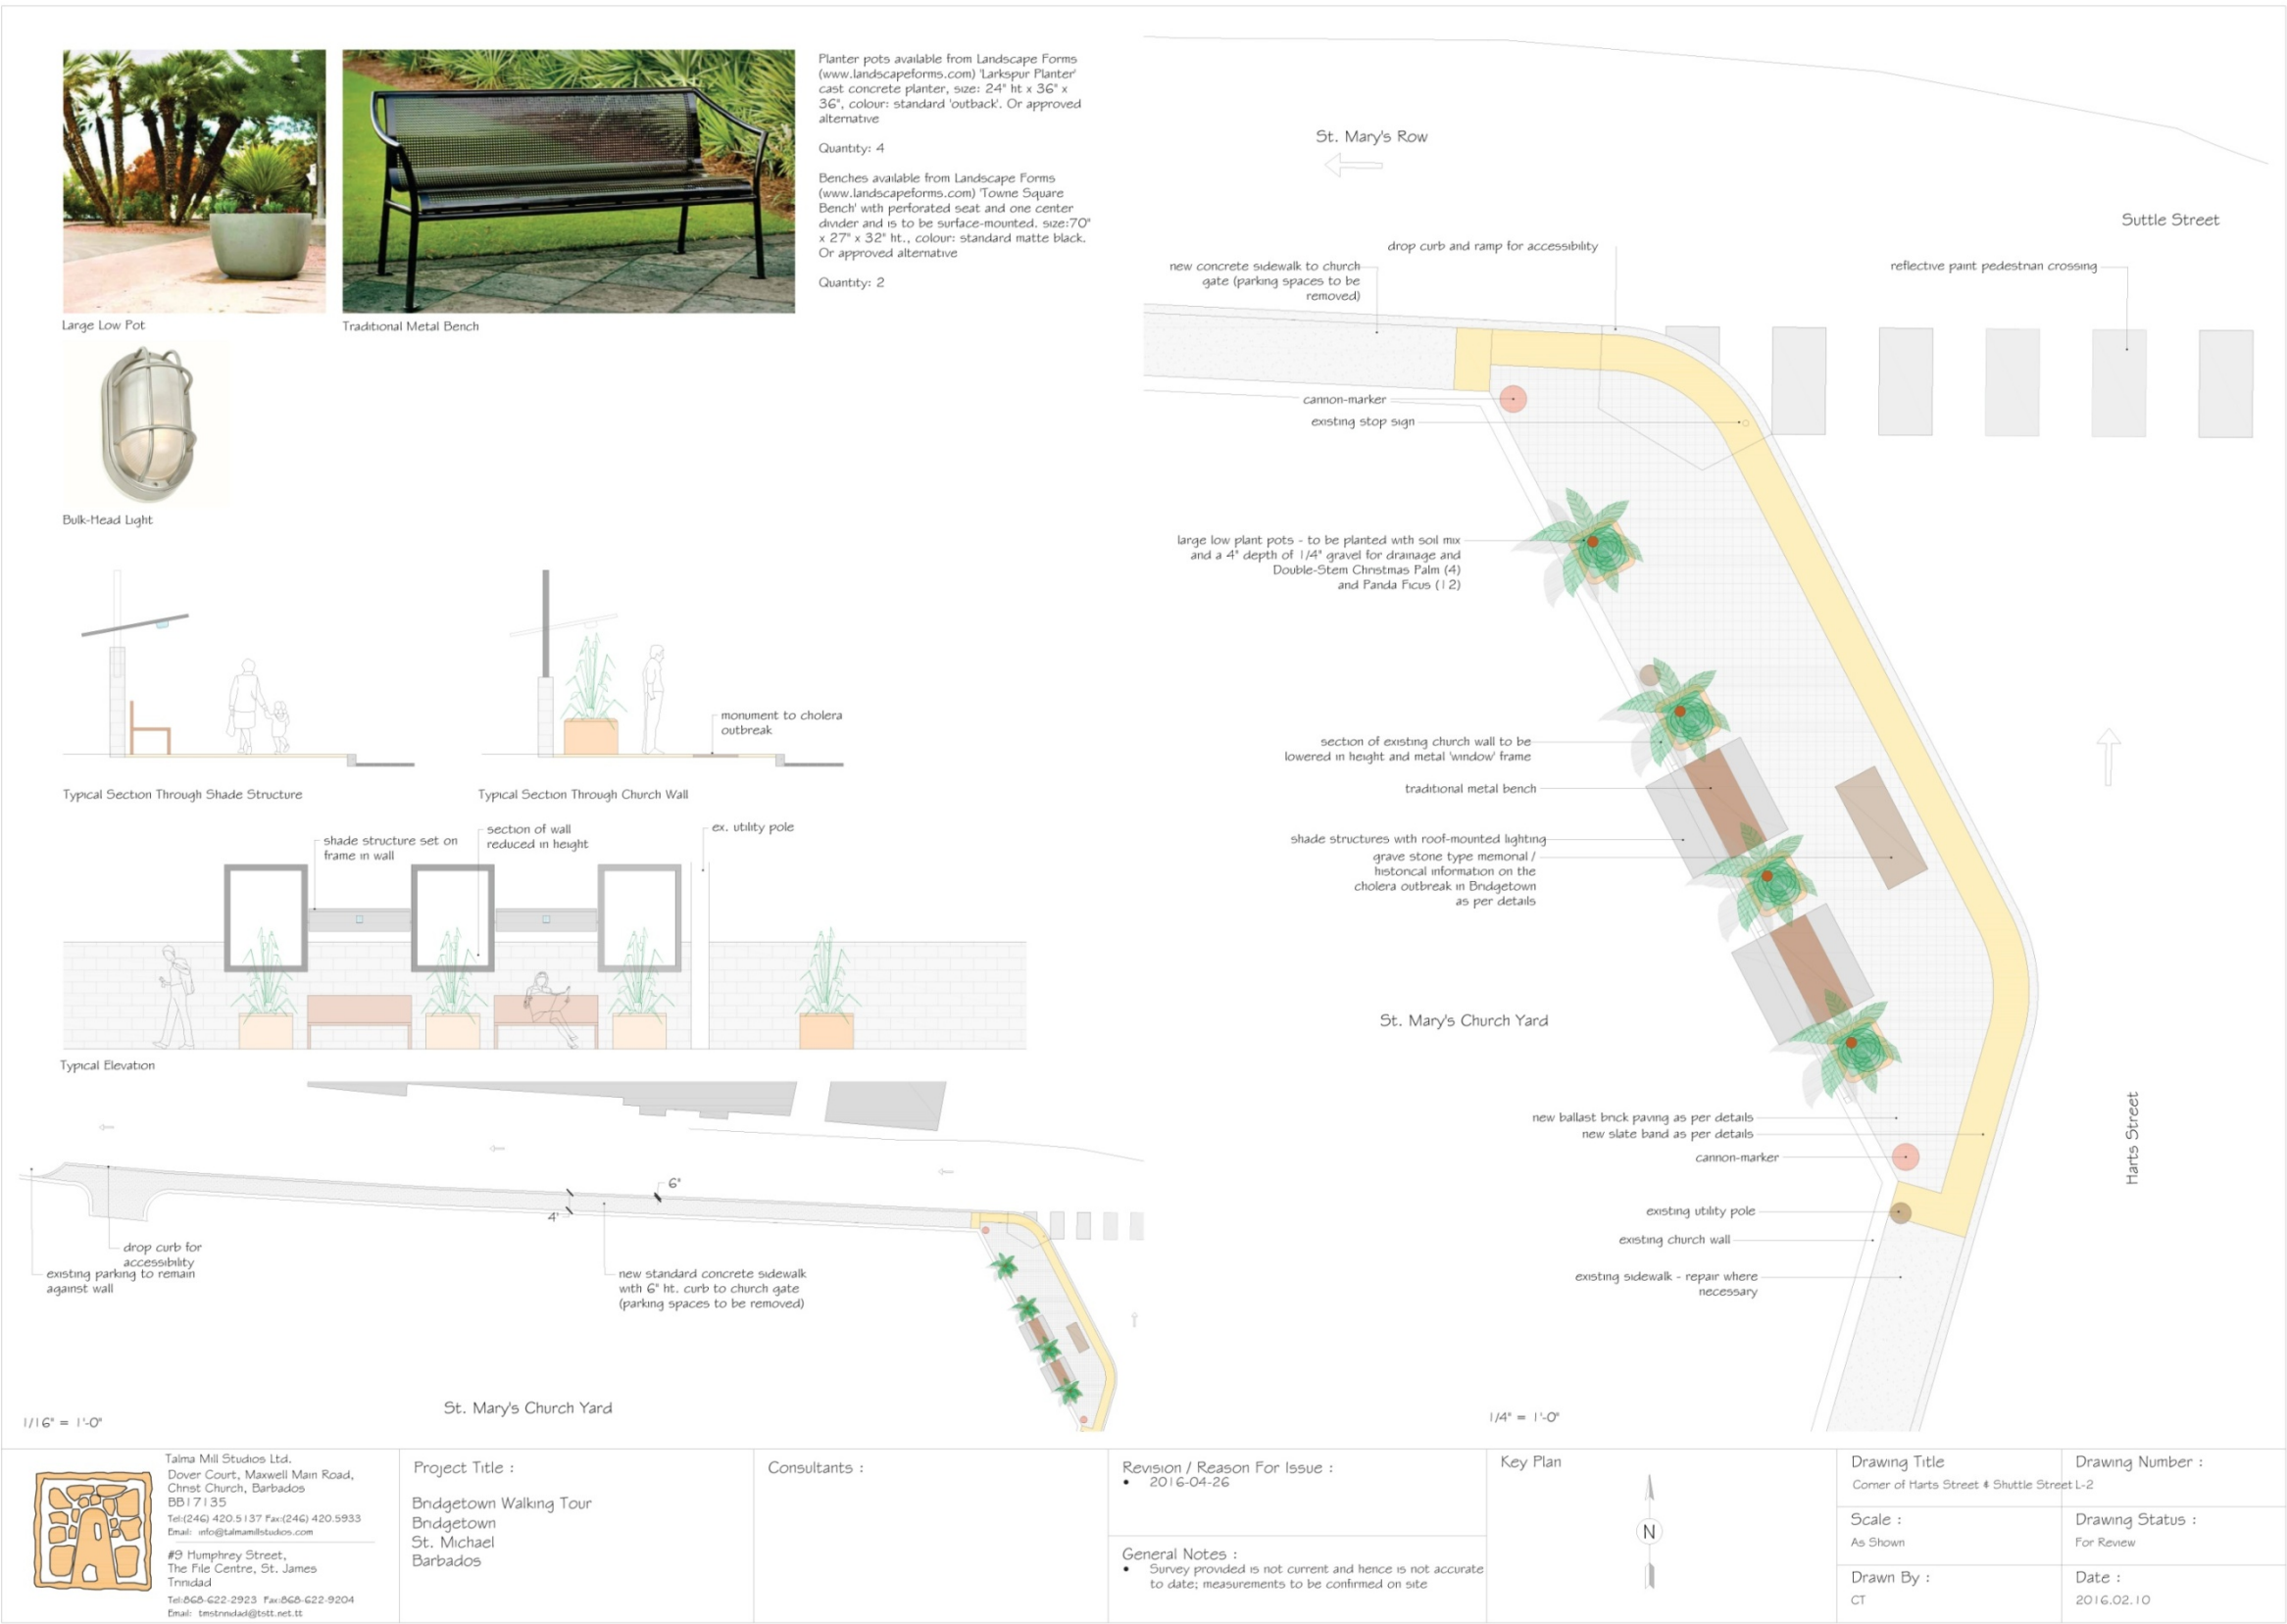 Planter pots available from Landscape Forms
(www.landscapeforms.com) 'Larkspur Planter'
cast concrete planter, size: 24" ht x 36" x
36", colour: standard 'outback'. Or approved
alternative
Quantity: 4
Benches available from Landscape Forms
(www.landscapeforms.com) 'Towne Square
Bench' with perforated seat and one center
divider and is to be surface-mounted. size:70"
x 27" x 32" ht., colour: standard matte black.
Or approved alternative
Quantity: 2
Large Low Pot
Traditional Metal Bench
Bulk-Head Light
monument to cholera
outbreak
Typical Section Through Shade Structure
Typical Section Through Church Wall
shade structure set on
frame in wall
section of wall
reduced in height
ex. utility pole
Typical Elevation
6"
4'
drop curb for
accessibility
existing parking to remain
against wall
new standard concrete sidewalk
with 6" ht. curb to church gate
(parking spaces to be removed)
St. Mary's Church Yard
1/16" = 1'-0"
St. Mary's Row
Suttle Street
drop curb and ramp for accessibility
new concrete sidewalk to church
gate (parking spaces to be
removed)
reflective paint pedestrian crossing
cannon-marker
existing stop sign
large low plant pots - to be planted with soil mix
and a 4" depth of 1/4" gravel for drainage and
Double-Stem Christmas Palm (4)
and Panda Ficus (12)
section of existing church wall to be
lowered in height and metal 'window' frame
traditional metal bench
shade structures with roof-mounted lighting
grave stone type memorial /
historical information on the
cholera outbreak in Bridgetown
as per details
St. Mary's Church Yard
new ballast brick paving as per details
new slate band as per details
cannon-marker
Harts Street
existing utility pole
existing church wall
existing sidewalk - repair where
necessary
1/4" = 1'-0"
Talma Mill Studios Ltd.
Dover Court, Maxwell Main Road,
Christ Church, Barbados
BB17135
Tel:(246) 420.5137 Fax:(246) 420.5933
Email: info@talmamillstudios.com
#9 Humphrey Street,
The File Centre, St. James
Trinidad
Tel:868-622-2923 Fax:868-622-9204
Email: tmstrinidad@tstt.net.tt
Project Title :
Bridgetown Walking Tour
Bridgetown
St. Michael
Barbados
Consultants :
Revision / Reason For Issue :
• 2016-04-26
General Notes :
• Survey provided is not current and hence is not accurate
to date; measurements to be confirmed on site
Key Plan
N
Drawing Title
Corner of Harts Street & Shuttle Street
Drawing Number :
L-2
Scale :
As Shown
Drawing Status :
For Review
Drawn By :
CT
Date :
2016.02.10